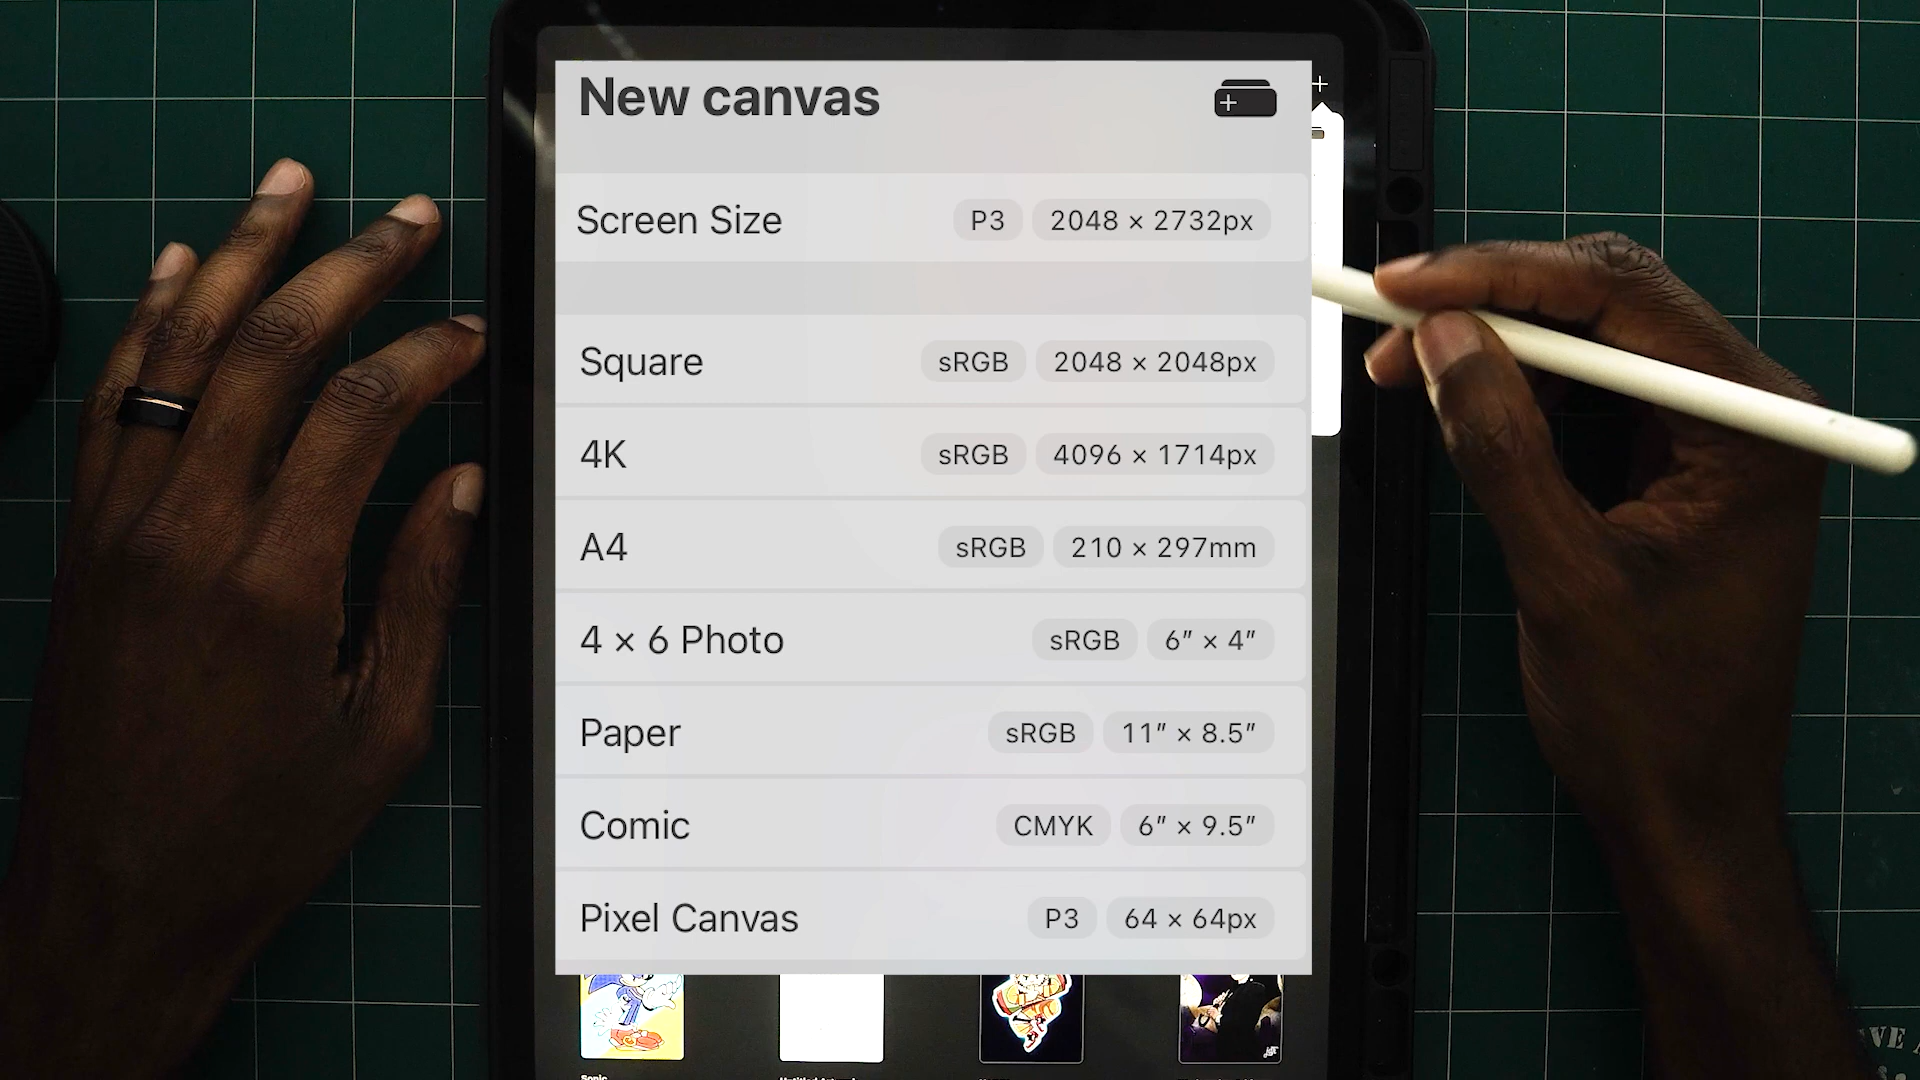 New canvas
Screen Size P3 2048 × 2732px
Square sRGB 2048 × 2048px
4K sRGB 4096 × 1714px
A4 sRGB 210 × 297mm
4 × 6 Photo sRGB 6″ × 4″
Paper sRGB 11″ × 8.5″
Comic CMYK 6″ × 9.5″
Pixel Canvas P3 64 × 64px
Sonic